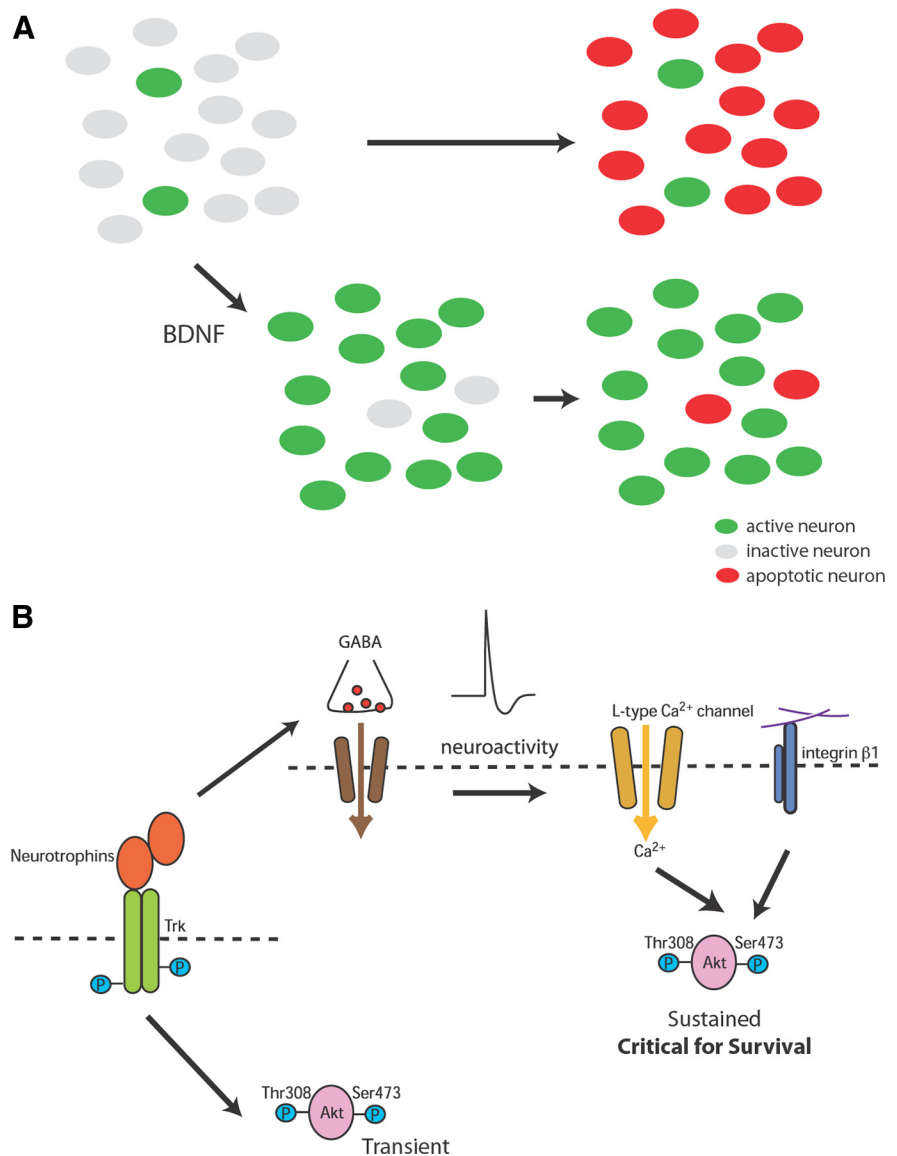 A
BDNF
active neuron
inactive neuron
apoptotic neuron
B
GABA
L-type Ca²⁺ channel
neuroactivity
integrin β1
Ca²⁺
Neurotrophins
Trk
P
P
Thr308 Ser473
P Akt P
Sustained
Critical for Survival
Thr308 Ser473
P Akt P
Transient